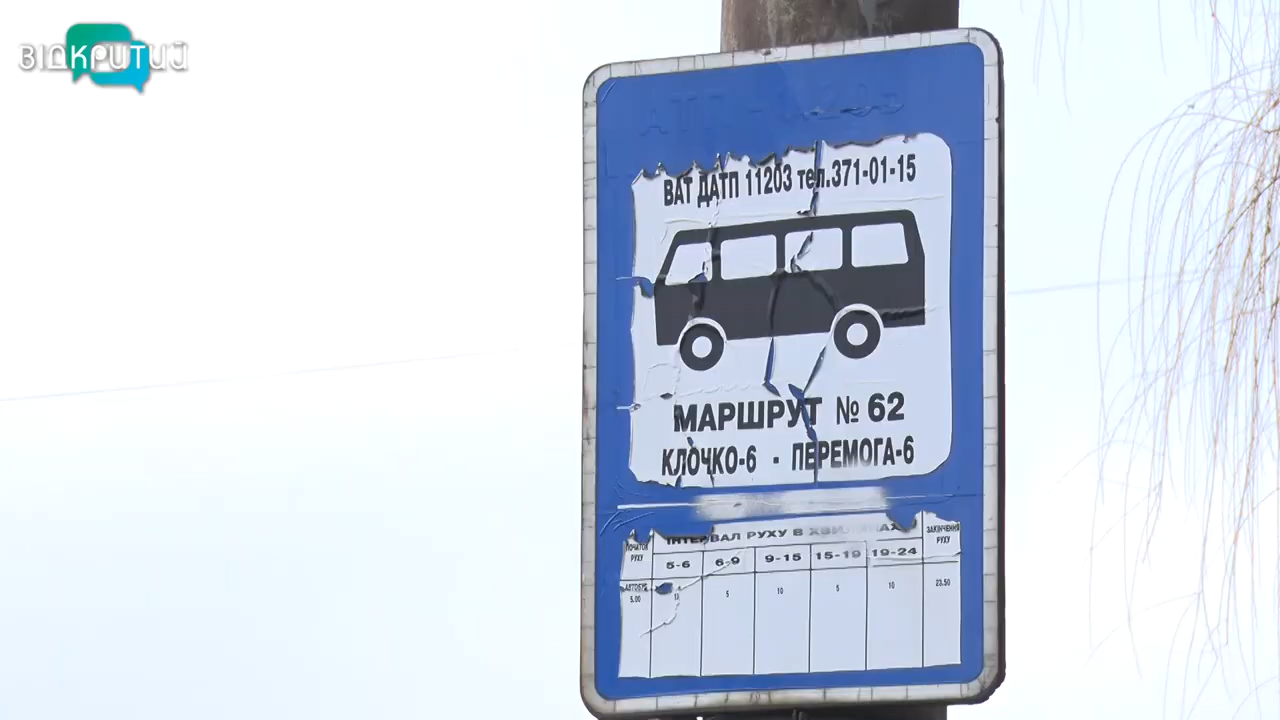 ВІДКРИТИЙ
ВАТ ДАТП 11203 тел.371-01-15
МАРШРУТ № 62
КЛОЧКО-6 - ПЕРЕМОГА-6
ІНТЕРВАЛ РУХУ В ХВИЛИНАХ
ПОЧАТОК РУХУ 5-6 6-9 9-15 15-19 19-24 ЗАКІНЧЕННЯ РУХУ
АВТОБУС
5.00 5 10 5 10 23.50